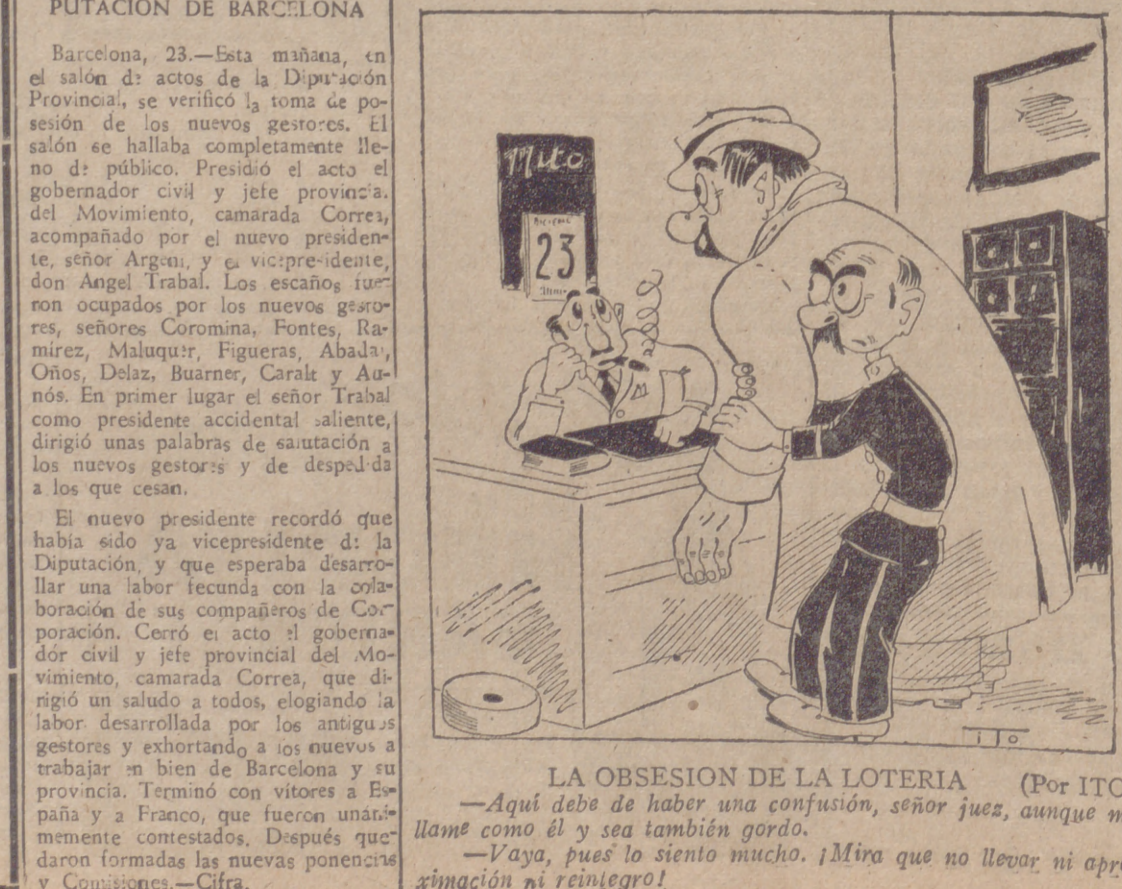 PUTACION DE BARCELONA
Barcelona, 23.—Esta mañana, en
el salón de actos de la Diputación
Provincial, se verificó la toma de po-
sesión de los nuevos gestores. El
salón se hallaba completamente lle-
no de público. Presidió el acto el
gobernador civil y jefe provincial
del Movimiento, camarada Correa,
acompañado por el nuevo presiden-
te, señor Argemí, y el vicepresidente,
don Angel Trabal. Los escaños fue-
ron ocupados por los nuevos gesto-
res, señores Coromina, Fontes, Ra-
mírez, Maluquer, Figueras, Abadal,
Oños, Delaz, Buarner, Caralt y Au-
nós. En primer lugar el señor Trabal
como presidente accidental saliente,
dirigió unas palabras de salutación a
los nuevos gestores y de despedida
a los que cesan.
El nuevo presidente recordó que
había sido ya vicepresidente de la
Diputación, y que esperaba desarro-
llar una labor fecunda con la cola-
boración de sus compañeros de Cor-
poración. Cerró el acto el goberna-
dor civil y jefe provincial del Mo-
vimiento, camarada Correa, que di-
rigió un saludo a todos, elogiando la
labor desarrollada por los antiguos
gestores y exhortando a los nuevos a
trabajar en bien de Barcelona y su
provincia. Terminó con vítores a Es-
paña y a Franco, que fueron unáni-
memente contestados. Después que-
daron formadas las nuevas ponencias
y Comisiones.—Cifra.
Mito
23
ITO
LA OBSESION DE LA LOTERIA (Por ITO
—Aquí debe de haber una confusión, señor juez, aunque m
llame como él y sea también gordo.
—Vaya, pues lo siento mucho. ¡Mira que no llevar ni apro
ximación ni reintegro!